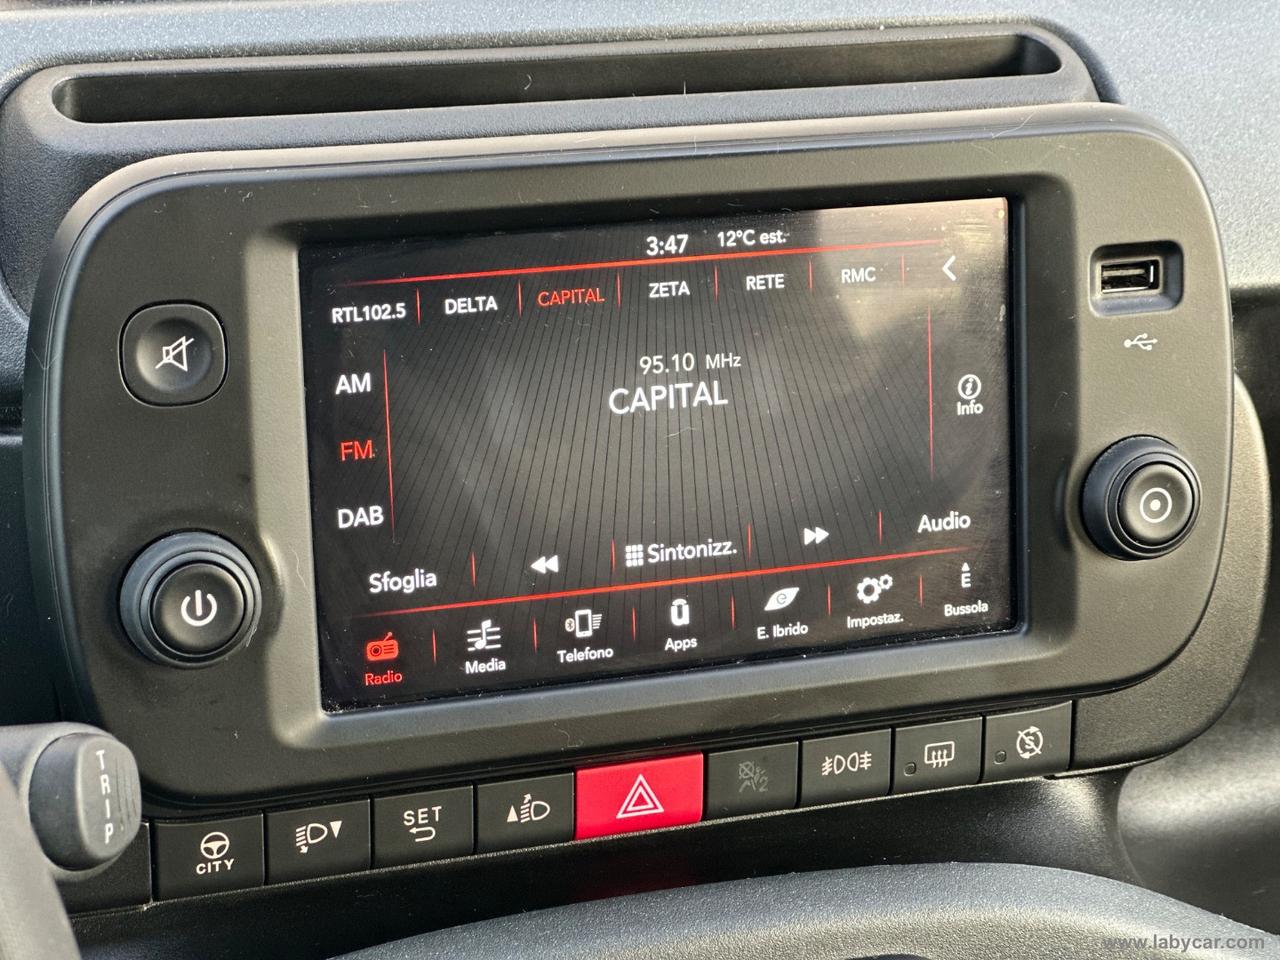 3:47 12°C est.
RTL102.5 DELTA CAPITAL ZETA RETE RMC
95.10 MHz
CAPITAL
AM
FM
DAB
Info
Sfoglia Sintonizz. Audio
Radio Media Telefono Apps E. Ibrido Impostaz. Bussola
E
e
TRIP
CITY
SET
2
S
www.labycar.com